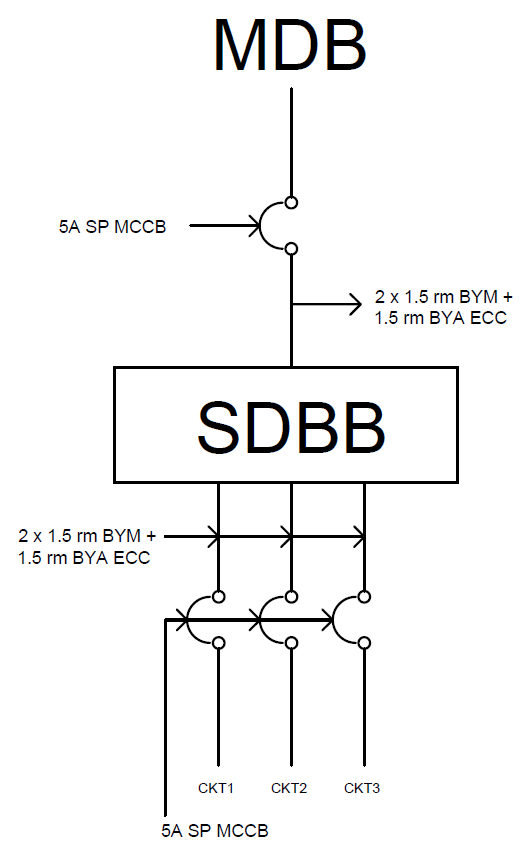 MDB
5A SP MCCB
2 x 1.5 rm BYM +
1.5 rm BYA ECC
SDBB
2 x 1.5 rm BYM +
1.5 rm BYA ECC
CKT1 CKT2 CKT3
5A SP MCCB